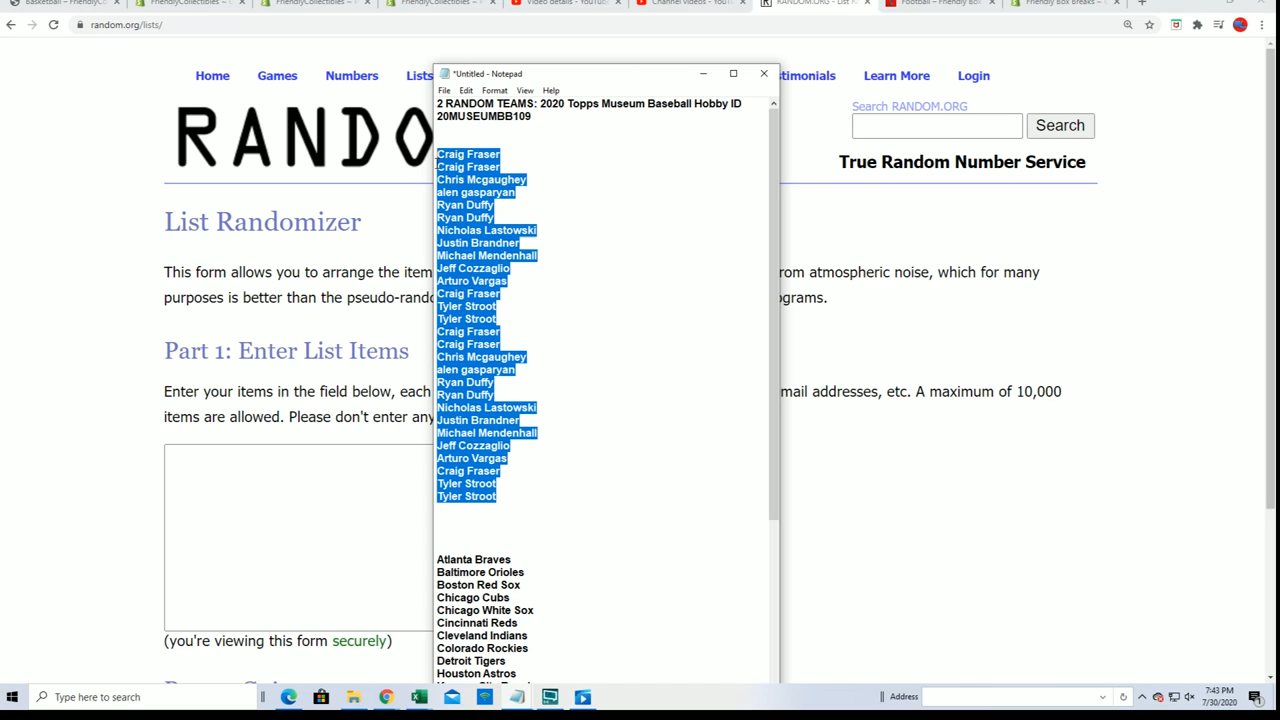 Basketball – FriendlyC
FriendlyCollectibles – C
FriendlyCollectibles – C
FriendlyCollectibles – C
Video details - YouTube
Channel videos - YouT
RANDOM.ORG - List R
Football – Friendly Bo
Friendly Box Breaks –
random.org/lists/
Home
Games
Numbers
Lists
stimonials
Learn More
Login
*Untitled - Notepad
File Edit Format View Help
2 RANDOM TEAMS: 2020 Topps Museum Baseball Hobby ID
20MUSEUMBB109
Search RANDOM.ORG
Search
RANDO
True Random Number Service
Craig Fraser
Craig Fraser
Chris Mcgaughey
alen gasparyan
Ryan Duffy
Ryan Duffy
Nicholas Lastowski
Justin Brandner
Michael Mendenhall
Jeff Cozzaglio
Arturo Vargas
Craig Fraser
Tyler Stroot
Tyler Stroot
Craig Fraser
Craig Fraser
Chris Mcgaughey
alen gasparyan
Ryan Duffy
Ryan Duffy
Nicholas Lastowski
Justin Brandner
Michael Mendenhall
Jeff Cozzaglio
Arturo Vargas
Craig Fraser
Tyler Stroot
Tyler Stroot
Atlanta Braves
Baltimore Orioles
Boston Red Sox
Chicago Cubs
Chicago White Sox
Cincinnati Reds
Cleveland Indians
Colorado Rockies
Detroit Tigers
Houston Astros
List Randomizer
This form allows you to arrange the item
om atmospheric noise, which for many
purposes is better than the pseudo-rando
ograms.
Part 1: Enter List Items
Enter your items in the field below, each
mail addresses, etc. A maximum of 10,000
items are allowed. Please don't enter any
(you're viewing this form securely)
Type here to search
Address
7:43 PM
7/30/2020